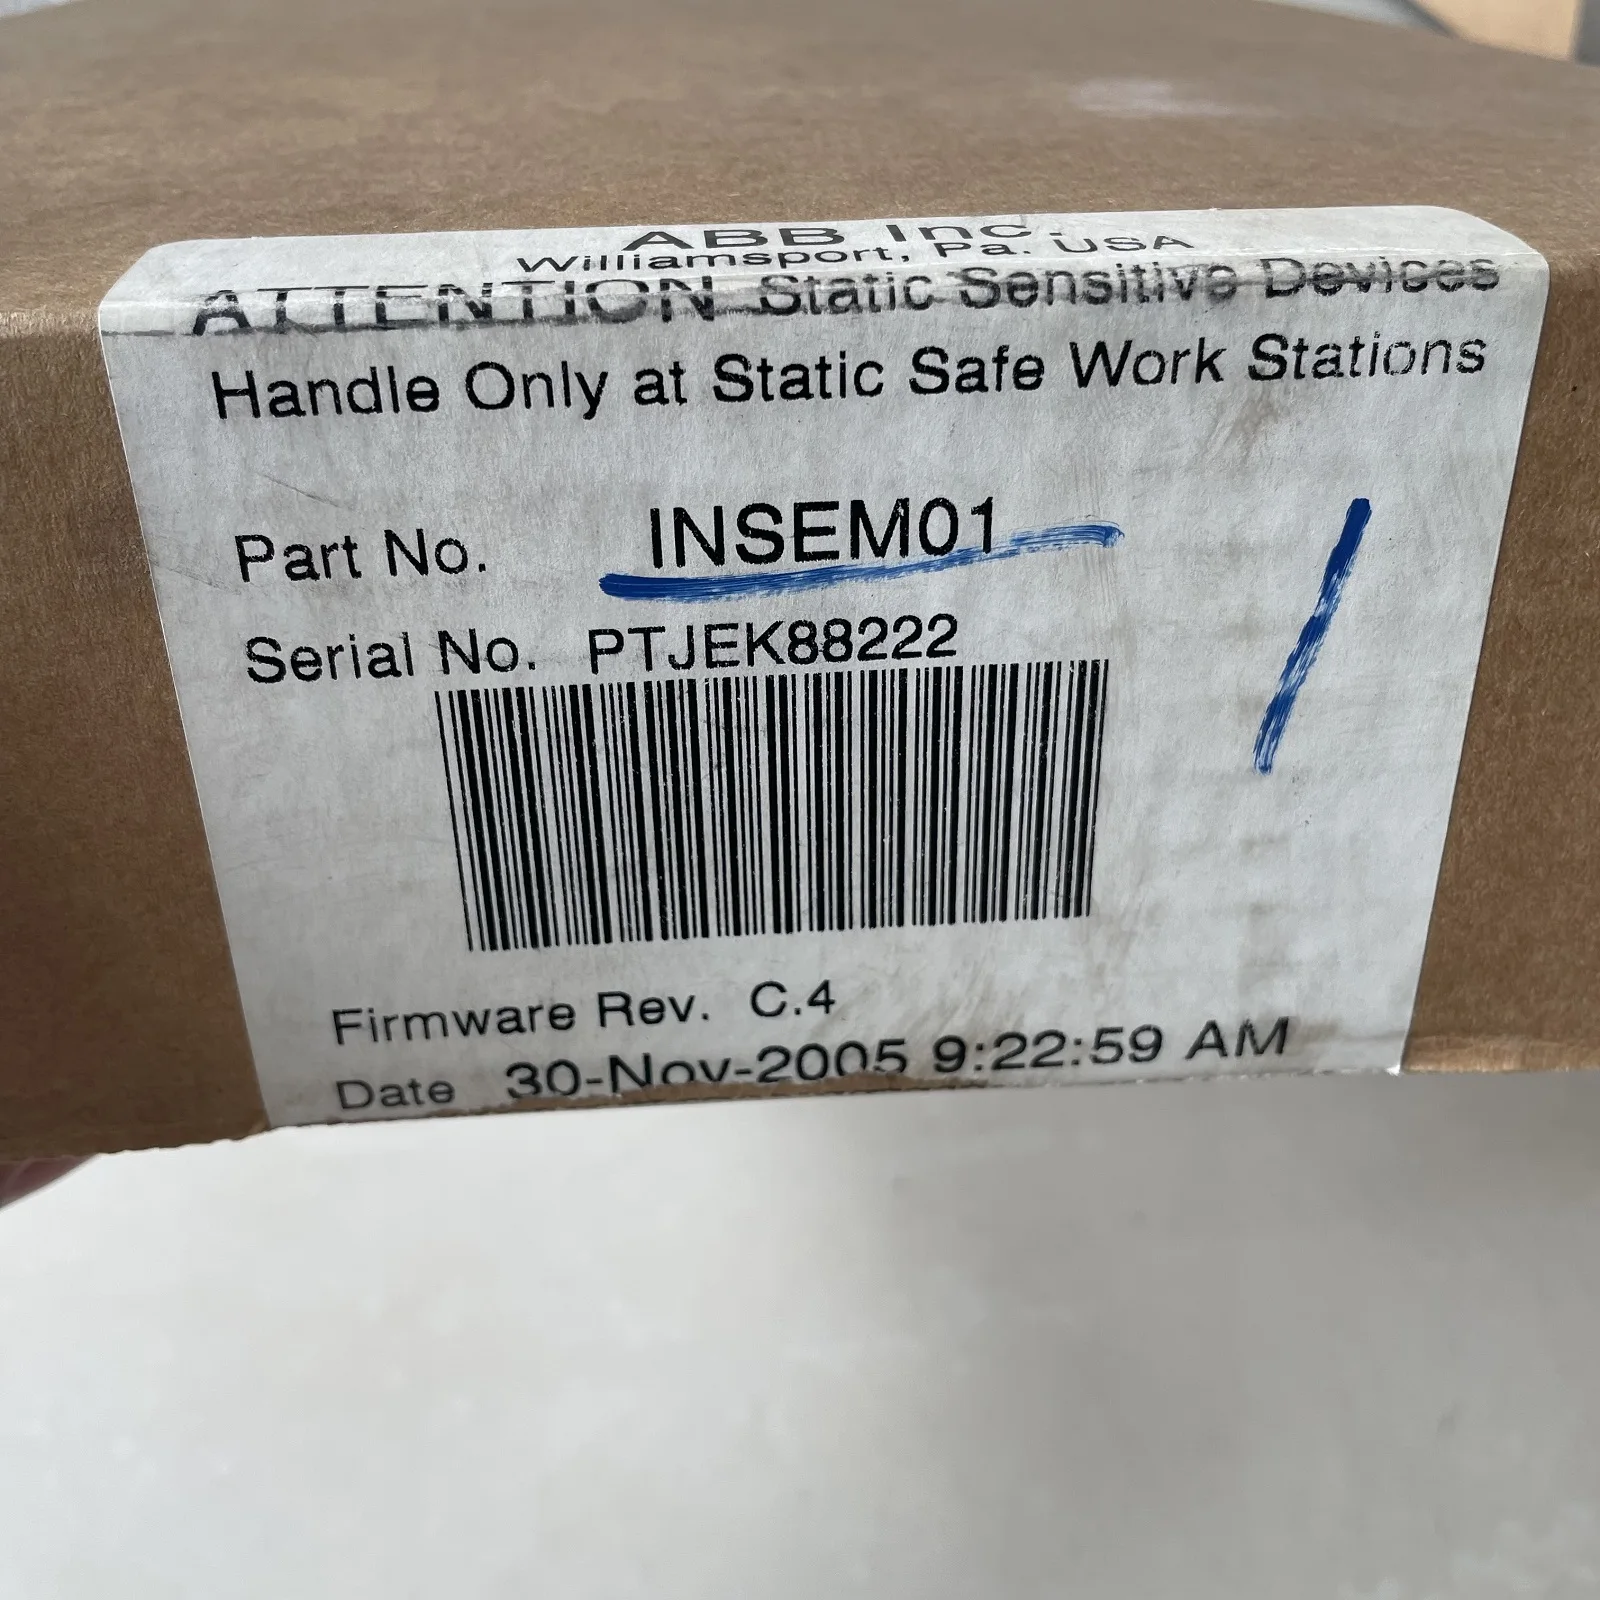 ABB Inc.
Williamsport, Pa. USA
ATTENTION Static Sensitive Devices
Handle Only at Static Safe Work Stations
Part No. INSEM01
Serial No. PTJEK88222
Firmware Rev. C.4
Date 30-Nov-2005 9:22:59 AM